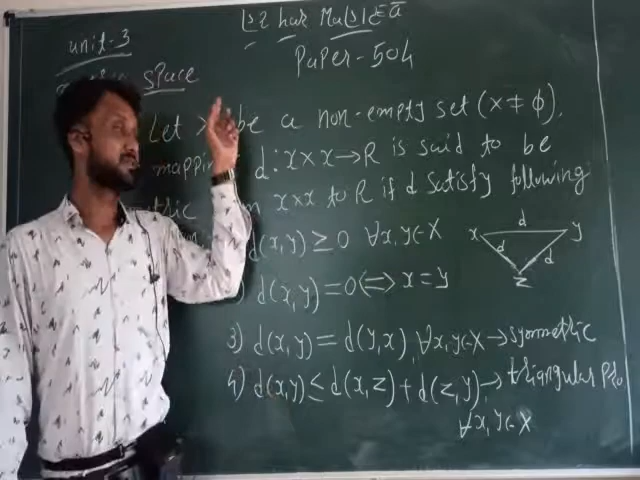 unit-3
Paper-504
space
Let X be a non-empty set (X ≠ ϕ).
d: X×X→R is said to be
X×X to R if d satisfy following
d(x,y) ≥ 0 ∀x,y∈X
d(x,y)=0 ⟺ x=y
3) d(x,y) = d(y,x), ∀x,y∈X → symmetric
4) d(x,y) ≤ d(x,z) + d(z,y) → triangular Pro
∀x,y∈X
x d y
d d
z